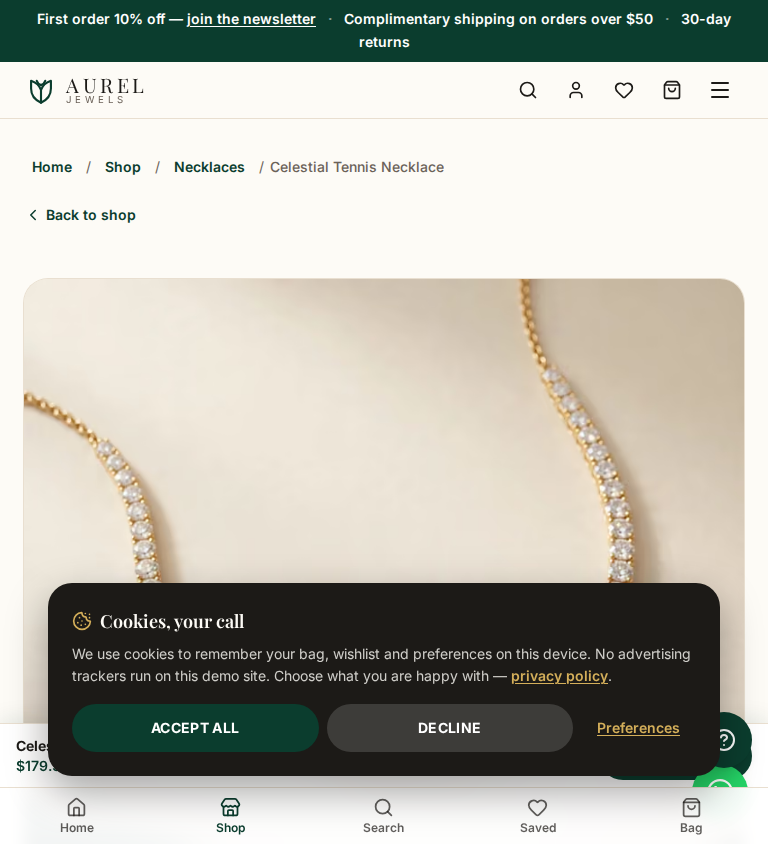 First order 10% off — join the newsletter · Complimentary shipping on orders over $50 · 30-day
returns
AUREL
JEWELS
Home / Shop / Necklaces / Celestial Tennis Necklace
Back to shop
Cookies, your call
We use cookies to remember your bag, wishlist and preferences on this device. No advertising
trackers run on this demo site. Choose what you are happy with — privacy policy.
ACCEPT ALL DECLINE Preferences
Home Shop Search Saved Bag